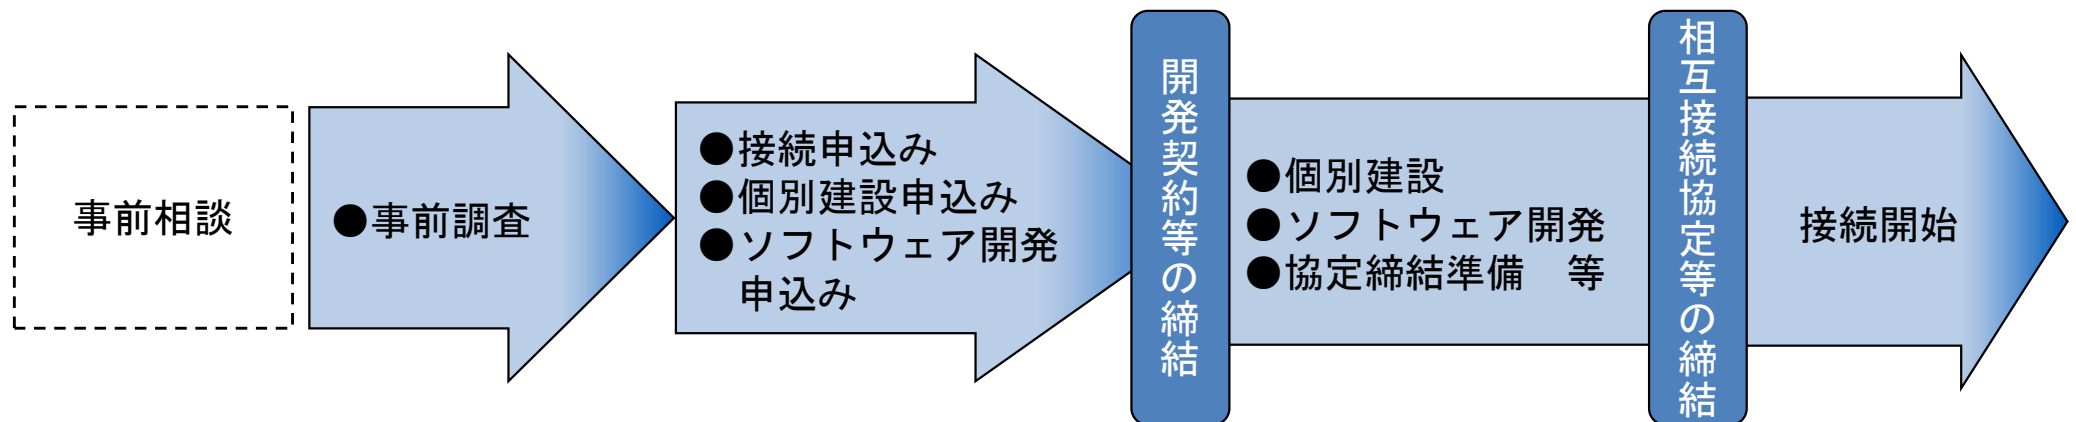 事前相談
●事前調査
●接続申込み
●個別建設申込み
●ソフトウェア開発
申込み
開発契約等の締結
●個別建設
●ソフトウェア開発
●協定締結準備　等
相互接続協定等の締結
接続開始